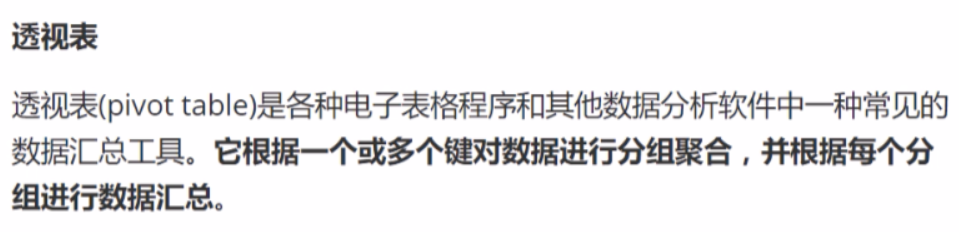 透视表
透视表(pivot table)是各种电子表格程序和其他数据分析软件中一种常见的
数据汇总工具。它根据一个或多个键对数据进行分组聚合，并根据每个分
组进行数据汇总。